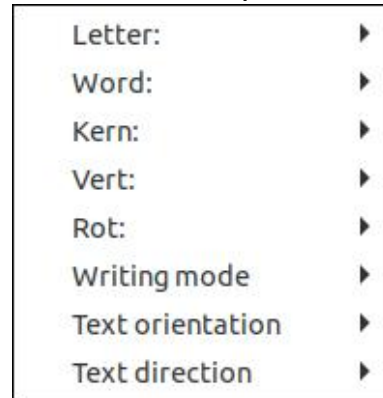 Letter:
Word:
Kern:
Vert:
Rot:
Writing mode
Text orientation
Text direction